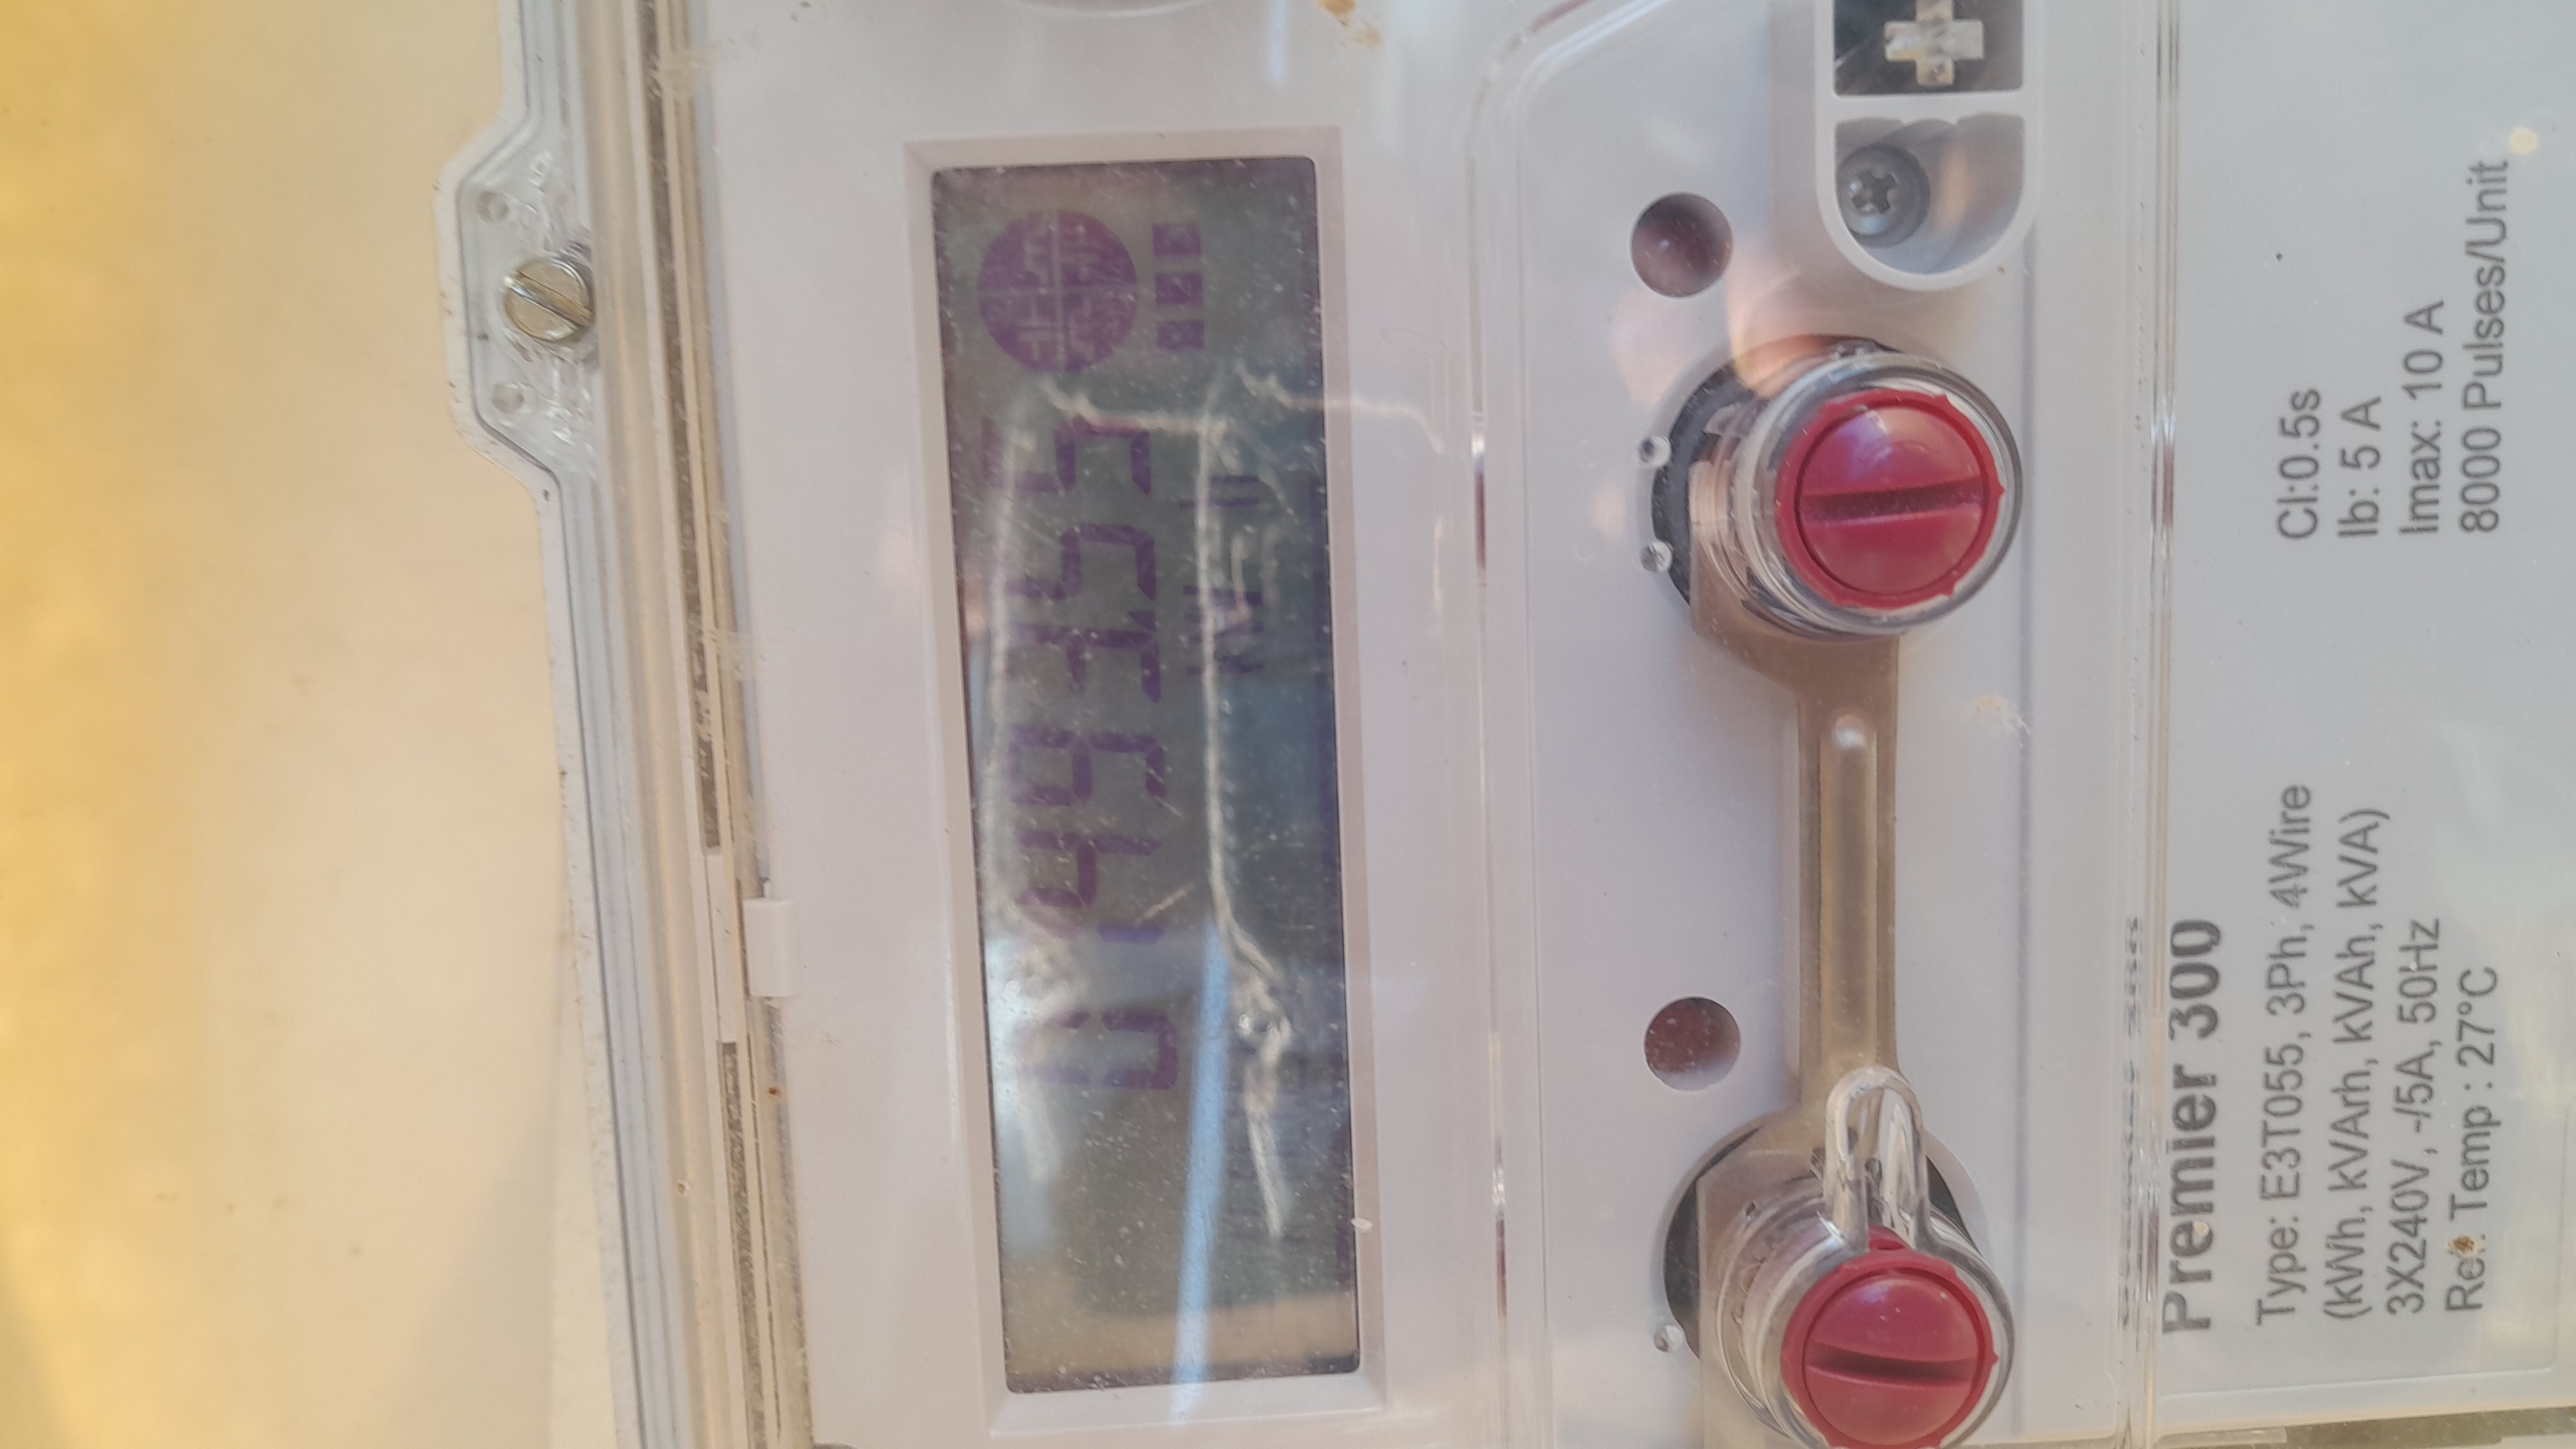 Premier 300
Type: E3T055, 3Ph, 4Wire
(kWh, kVArh, kVAh, kVA)
3X240V, -/5A, 50Hz
Ref. Temp : 27°C
Cl:0.5s
Ib: 5 A
Imax: 10 A
8000 Pulses/Unit